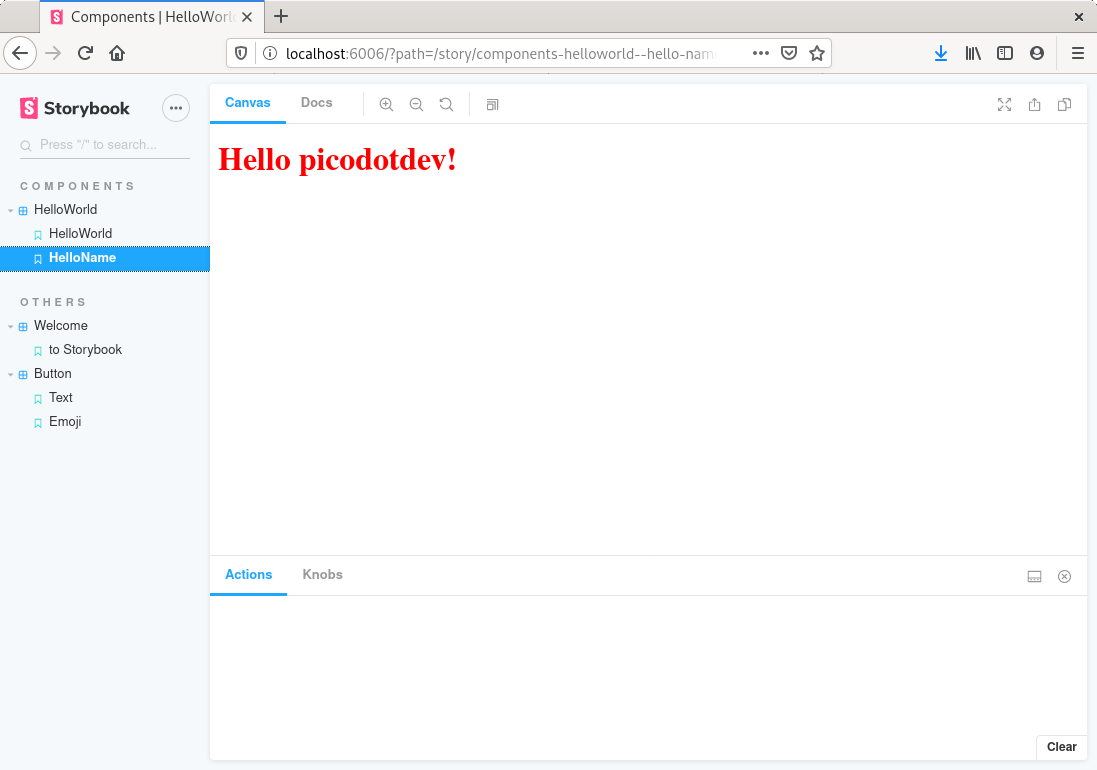 Components | HelloWorl
localhost:6006/?path=/story/components-helloworld--hello-nam
Storybook
Press "/" to search...
COMPONENTS
HelloWorld
HelloWorld
HelloName
OTHERS
Welcome
to Storybook
Button
Text
Emoji
Canvas
Docs
Hello picodotdev!
Actions
Knobs
Clear